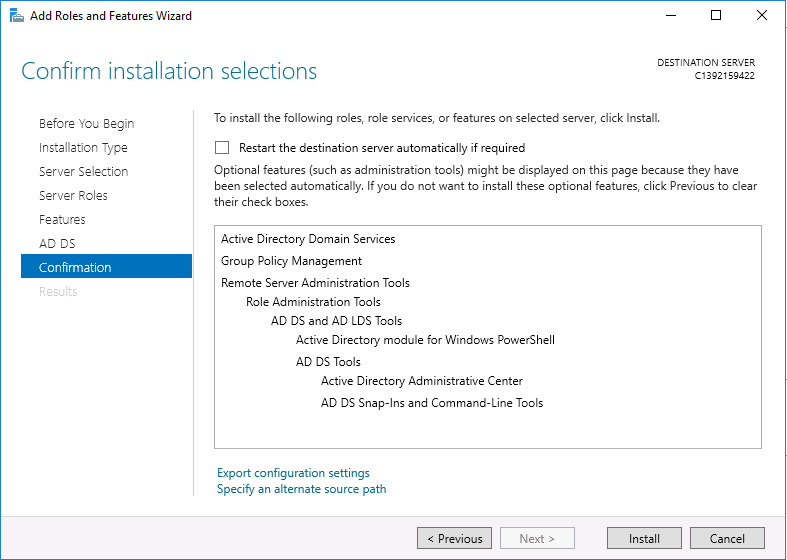 Add Roles and Features Wizard
Confirm installation selections
DESTINATION SERVER
C1392159422
Before You Begin
Installation Type
Server Selection
Server Roles
Features
AD DS
Confirmation
Results
To install the following roles, role services, or features on selected server, click Install.
Restart the destination server automatically if required
Optional features (such as administration tools) might be displayed on this page because they have
been selected automatically. If you do not want to install these optional features, click Previous to clear
their check boxes.
Active Directory Domain Services
Group Policy Management
Remote Server Administration Tools
Role Administration Tools
AD DS and AD LDS Tools
Active Directory module for Windows PowerShell
AD DS Tools
Active Directory Administrative Center
AD DS Snap-Ins and Command-Line Tools
Export configuration settings
Specify an alternate source path
< Previous
Next >
Install
Cancel